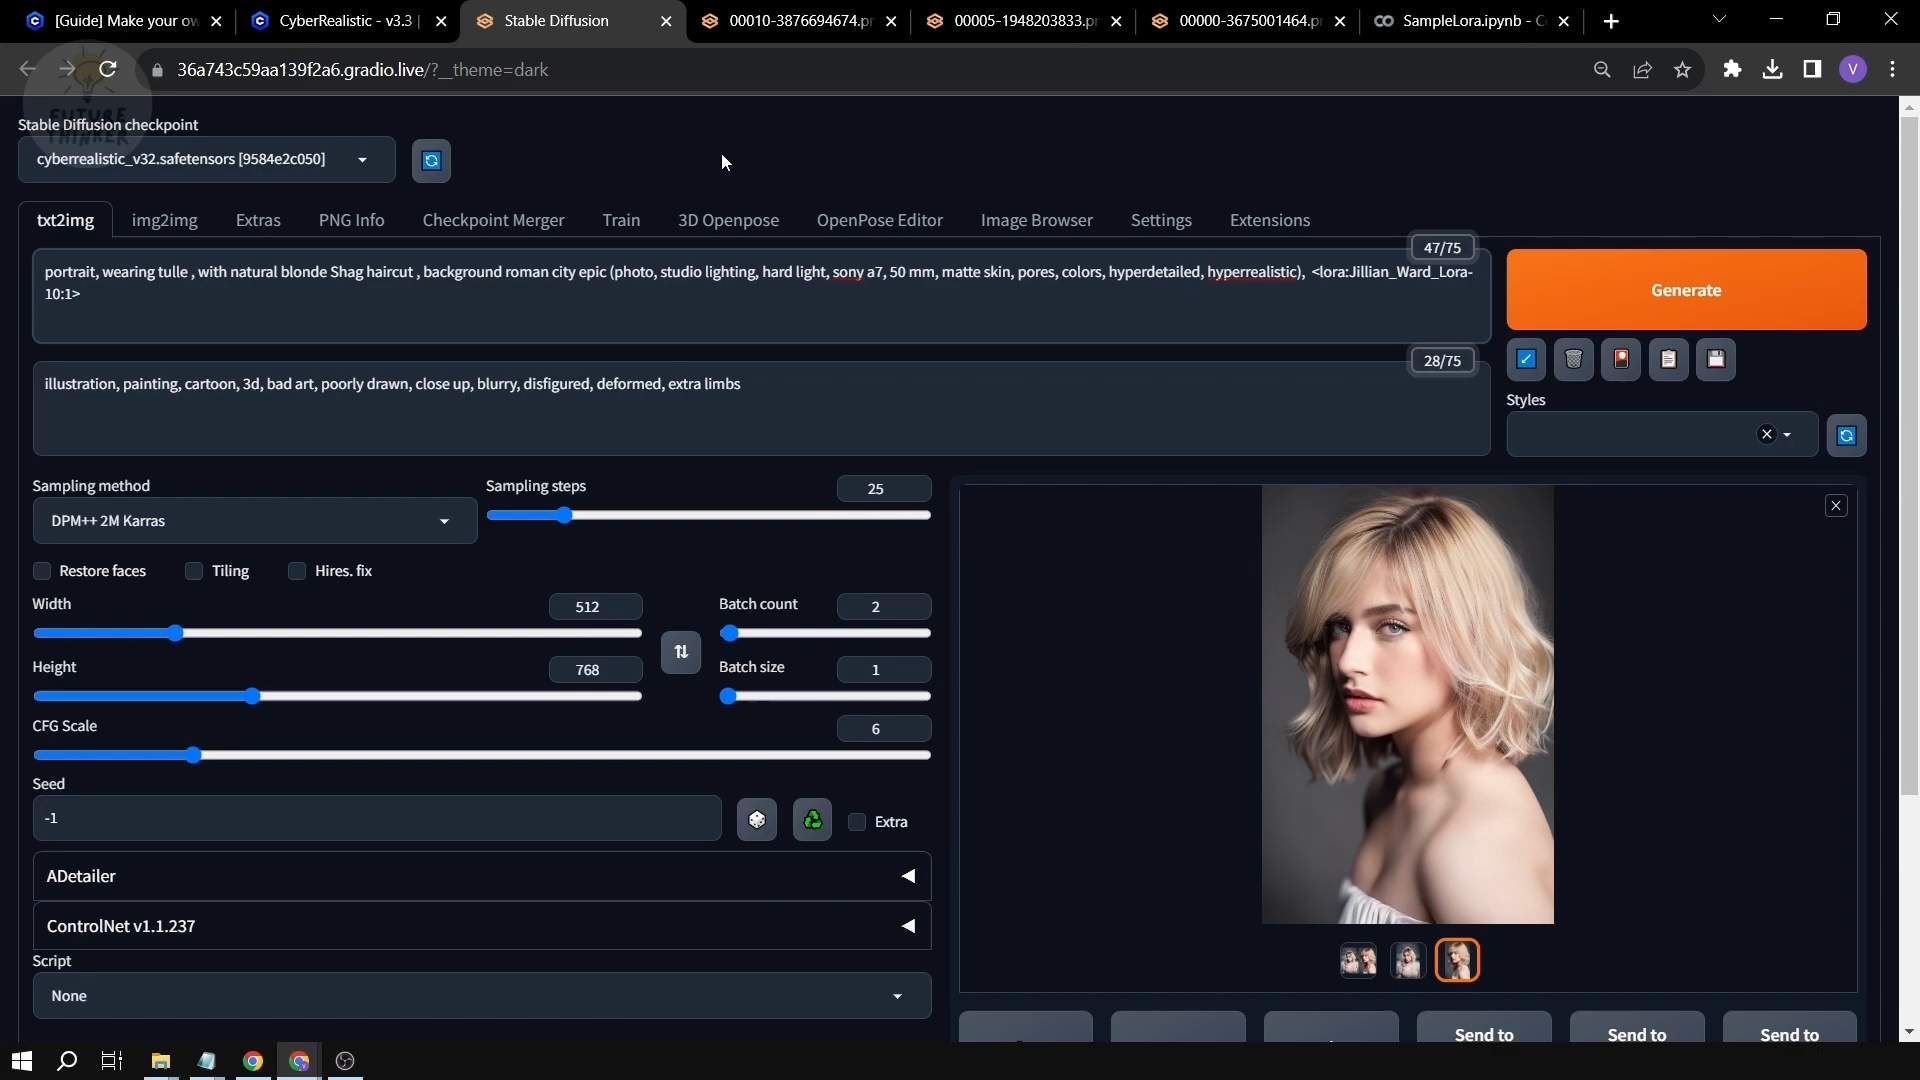 [Guide] Make your ow
CyberRealistic - v3.3 |
Stable Diffusion
00010-3876694674.pr
00005-1948203833.pr
00000-3675001464.pr
SampleLora.ipynb - C
36a743c59aa139f2a6.gradio.live/?__theme=dark
V
FUTURE
THINKER
Stable Diffusion checkpoint
cyberrealistic_v32.safetensors [9584e2c050]
txt2img
img2img
Extras
PNG Info
Checkpoint Merger
Train
3D Openpose
OpenPose Editor
Image Browser
Settings
Extensions
47/75
portrait, wearing tulle , with natural blonde Shag haircut , background roman city epic (photo, studio lighting, hard light, sony a7, 50 mm, matte skin, pores, colors, hyperdetailed, hyperrealistic), <lora:Jillian_Ward_Lora-
10:1>
Generate
28/75
illustration, painting, cartoon, 3d, bad art, poorly drawn, close up, blurry, disfigured, deformed, extra limbs
Styles
Sampling method
DPM++ 2M Karras
Sampling steps
25
Restore faces
Tiling
Hires. fix
Width
512
Batch count
2
Height
768
Batch size
1
CFG Scale
6
Seed
-1
Extra
ADetailer
ControlNet v1.1.237
Script
None
Send to
Send to
Send to